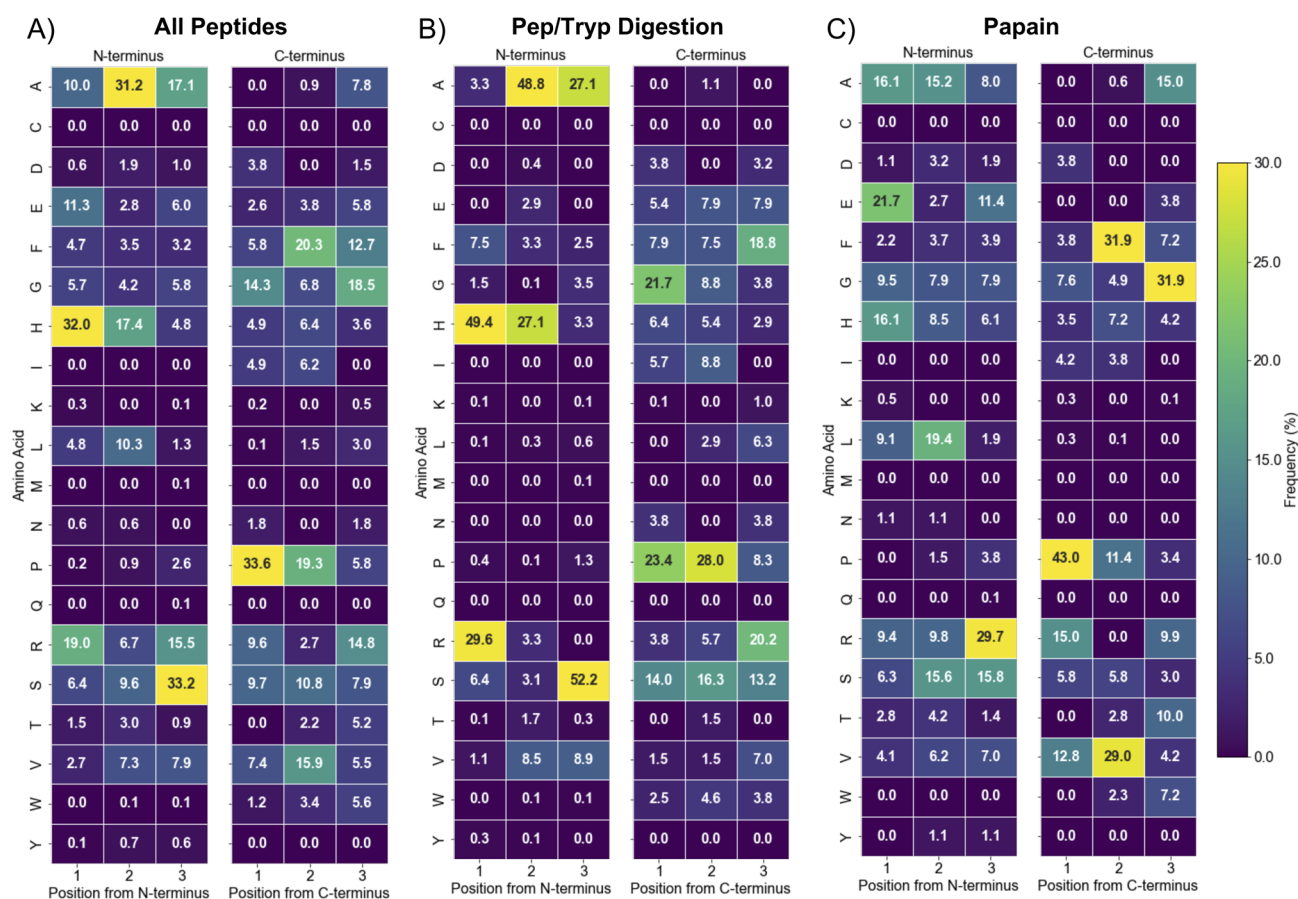 A) All Peptides
B) Pep/Tryp Digestion
C) Papain
N-terminus C-terminus N-terminus C-terminus N-terminus C-terminus
A 10.0 31.2 17.1 0.0 0.9 7.8 3.3 48.8 27.1 0.0 1.1 0.0 A 16.1 15.2 8.0 0.0 0.6 15.0
C 0.0 0.0 0.0 0.0 0.0 0.0 C 0.0 0.0 0.0 0.0 0.0 0.0 C 0.0 0.0 0.0 0.0 0.0 0.0
D 0.6 1.9 1.0 3.8 0.0 1.5 D 0.0 0.4 0.0 3.8 0.0 3.2 D 1.1 3.2 1.9 3.8 0.0 0.0
E 11.3 2.8 6.0 2.6 3.8 5.8 E 0.0 2.9 0.0 5.4 7.9 7.9 E 21.7 2.7 11.4 0.0 0.0 3.8
F 4.7 3.5 3.2 5.8 20.3 12.7 F 7.5 3.3 2.5 7.9 7.5 18.8 F 2.2 3.7 3.9 3.8 31.9 7.2
G 5.7 4.2 5.8 14.3 6.8 18.5 G 1.5 0.1 3.5 21.7 8.8 3.8 G 9.5 7.9 7.9 7.6 4.9 31.9
H 32.0 17.4 4.8 4.9 6.4 3.6 H 49.4 27.1 3.3 6.4 5.4 2.9 H 16.1 8.5 6.1 3.5 7.2 4.2
I 0.0 0.0 0.0 4.9 6.2 0.0 I 0.0 0.0 0.0 5.7 8.8 0.0 I 0.0 0.0 0.0 4.2 3.8 0.0
K 0.3 0.0 0.1 0.2 0.0 0.5 K 0.1 0.0 0.1 0.1 0.0 1.0 K 0.5 0.0 0.0 0.3 0.0 0.1
L 4.8 10.3 1.3 0.1 1.5 3.0 L 0.1 0.3 0.6 0.0 2.9 6.3 L 9.1 19.4 1.9 0.3 0.1 0.0
M 0.0 0.0 0.1 0.0 0.0 0.0 M 0.0 0.0 0.1 0.0 0.0 0.0 M 0.0 0.0 0.0 0.0 0.0 0.0
N 0.6 0.6 0.0 1.8 0.0 1.8 N 0.0 0.0 0.0 3.8 0.0 3.8 N 1.1 1.1 0.0 0.0 0.0 0.0
P 0.2 0.9 2.6 33.6 19.3 5.8 P 0.4 0.1 1.3 23.4 28.0 8.3 P 0.0 1.5 3.8 43.0 11.4 3.4
Q 0.0 0.0 0.1 0.0 0.0 0.0 Q 0.0 0.0 0.0 0.0 0.0 0.0 Q 0.0 0.0 0.1 0.0 0.0 0.0
R 19.0 6.7 15.5 9.6 2.7 14.8 R 29.6 3.3 0.0 3.8 5.7 20.2 R 9.4 9.8 29.7 15.0 0.0 9.9
S 6.4 9.6 33.2 9.7 10.8 7.9 S 6.4 3.1 52.2 14.0 16.3 13.2 S 6.3 15.6 15.8 5.8 5.8 3.0
T 1.5 3.0 0.9 0.0 2.2 5.2 T 0.1 1.7 0.3 0.0 1.5 0.0 T 2.8 4.2 1.4 0.0 2.8 10.0
V 2.7 7.3 7.9 7.4 15.9 5.5 V 1.1 8.5 8.9 1.5 1.5 7.0 V 4.1 6.2 7.0 12.8 29.0 4.2
W 0.0 0.1 0.1 1.2 3.4 5.6 W 0.0 0.1 0.1 2.5 4.6 3.8 W 0.0 0.0 0.0 0.0 2.3 7.2
Y 0.1 0.7 0.6 0.0 0.0 0.0 Y 0.3 0.1 0.0 0.0 0.0 0.0 Y 0.0 1.1 1.1 0.0 0.0 0.0
1 2 3 1 2 3 1 2 3 1 2 3 1 2 3 1 2 3
Position from N-terminus Position from C-terminus Position from N-terminus Position from C-terminus Position from N-terminus Position from C-terminus
Amino Acid
Amino Acid
Amino Acid
30.0
25.0
20.0
15.0
10.0
5.0
0.0
Frequency (%)